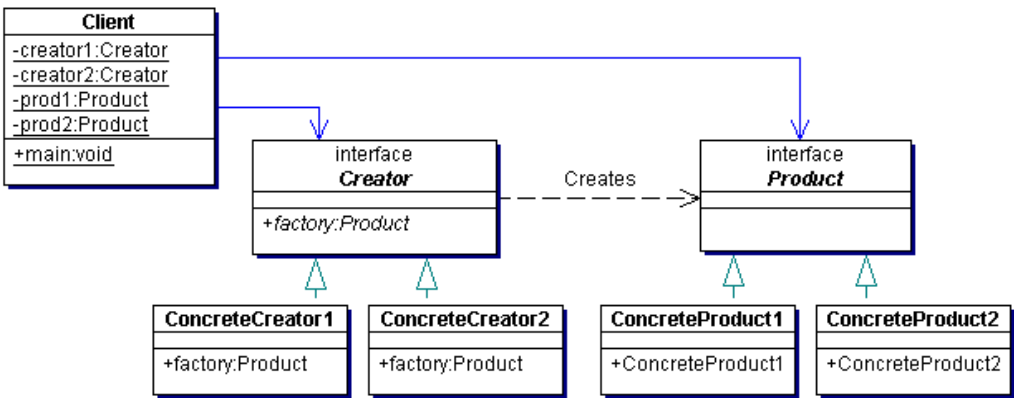 Client
-creator1:Creator
-creator2:Creator
-prod1:Product
-prod2:Product
+main:void
interface
Creator
+factory:Product
Creates
interface
Product
ConcreteCreator1
+factory:Product
ConcreteCreator2
+factory:Product
ConcreteProduct1
+ConcreteProduct1
ConcreteProduct2
+ConcreteProduct2